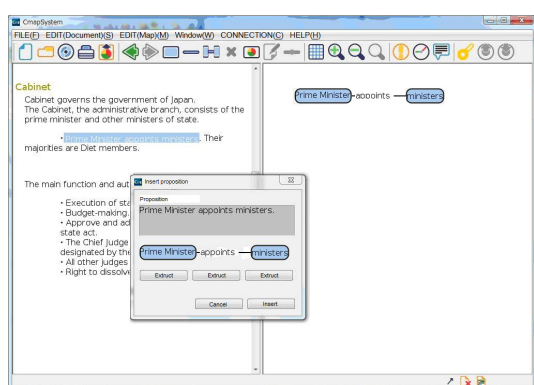 CmapSystem
FILE(F) EDIT(Document)(S) EDIT(Map)(M) Window(W) CONNECTION(C) HELP(H)
Cabinet
Cabinet governs the government of Japan.
The Cabinet, the administrative branch, consists of the
prime minister and other ministers of state.
• Prime Minister appoints ministers. Their
majorities are Diet members.
The main function and aut
• Execution of sta
• Budget-making.
• Approve and ad
state act.
• The Chief Judge
designated by the
• All other judges
• Right to dissolv
Insert proposition
Proposition
Prime Minister appoints ministers.
Prime Minister appoints ministers
Extruct Extruct Extruct
Cancel Insert
Prime Minister appoints ministers